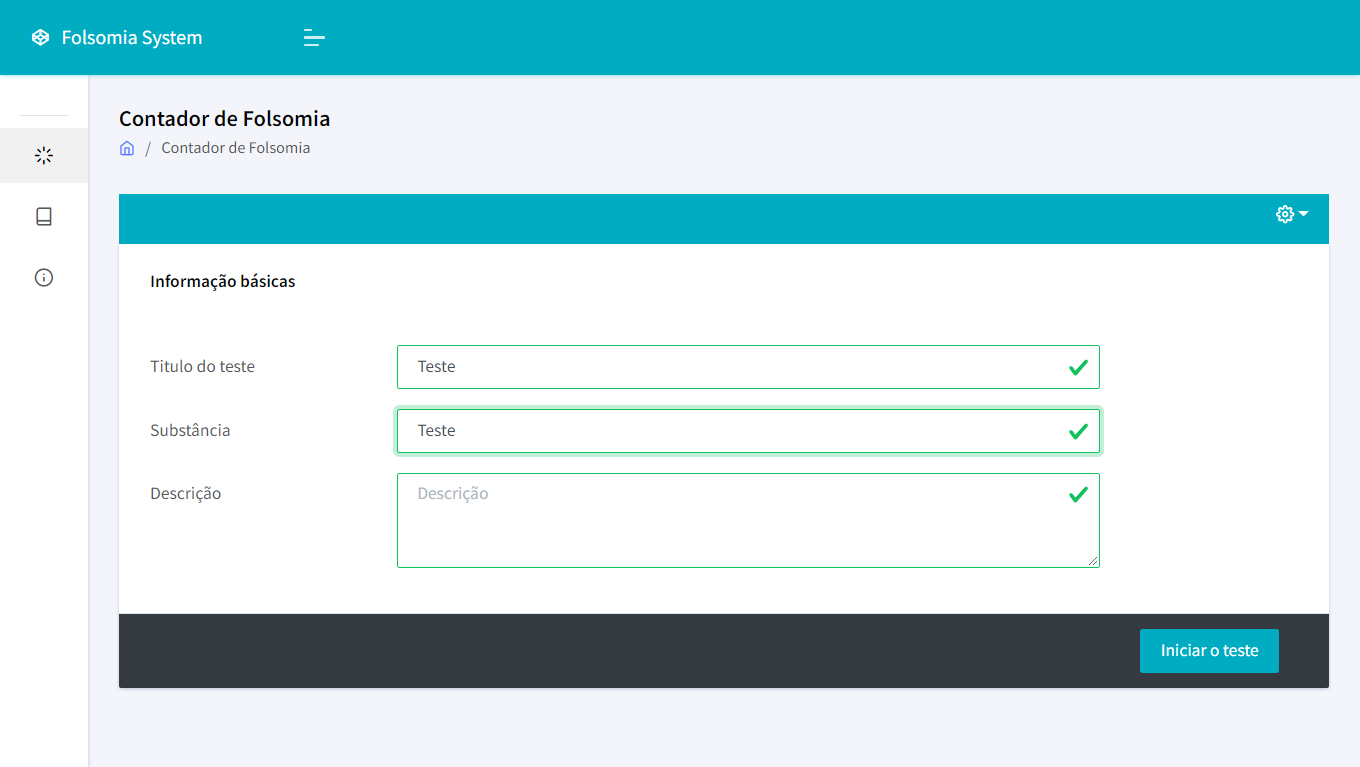 Folsomia System
Contador de Folsomia
/ Contador de Folsomia
Informação básicas
Titulo do teste
Teste
Substância
Teste
Descrição
Descrição
Iniciar o teste